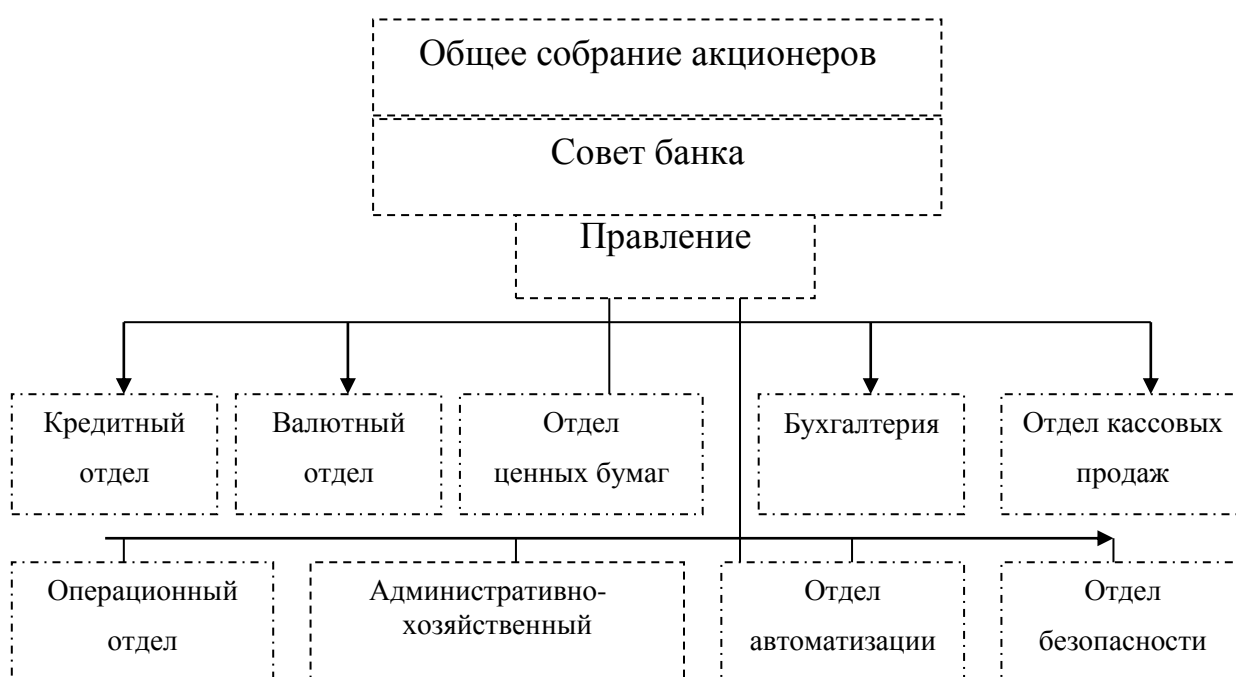 Общее собрание акционеров
Совет банка
Правление
Кредитный
отдел
Валютный
отдел
Отдел
ценных бумаг
Бухгалтерия
Отдел кассовых
продаж
Операционный
отдел
Административно-
хозяйственный
Отдел
автоматизации
Отдел
безопасности